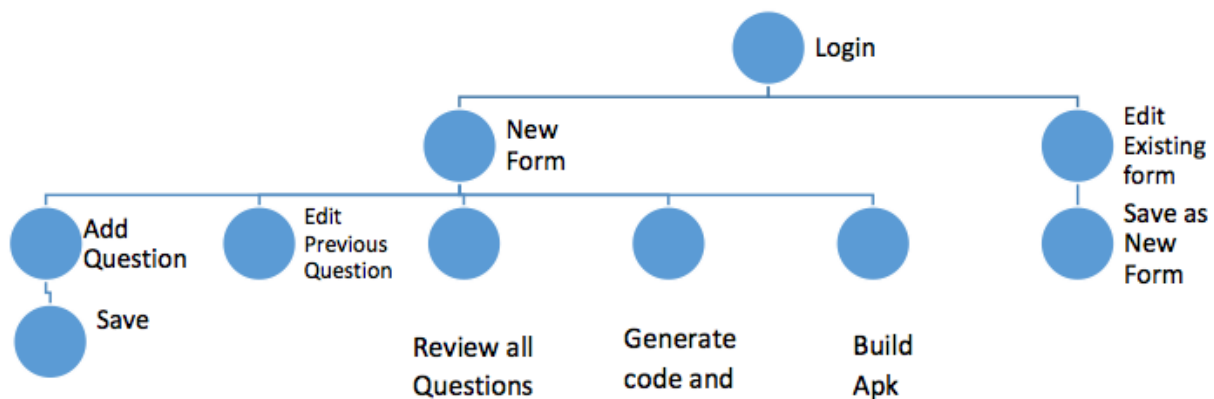 Login
New
Form
Edit
Existing
form
Add
Question
Edit
Previous
Question
Save as
New
Form
Save
Review all
Questions
Generate
code and
Build
Apk